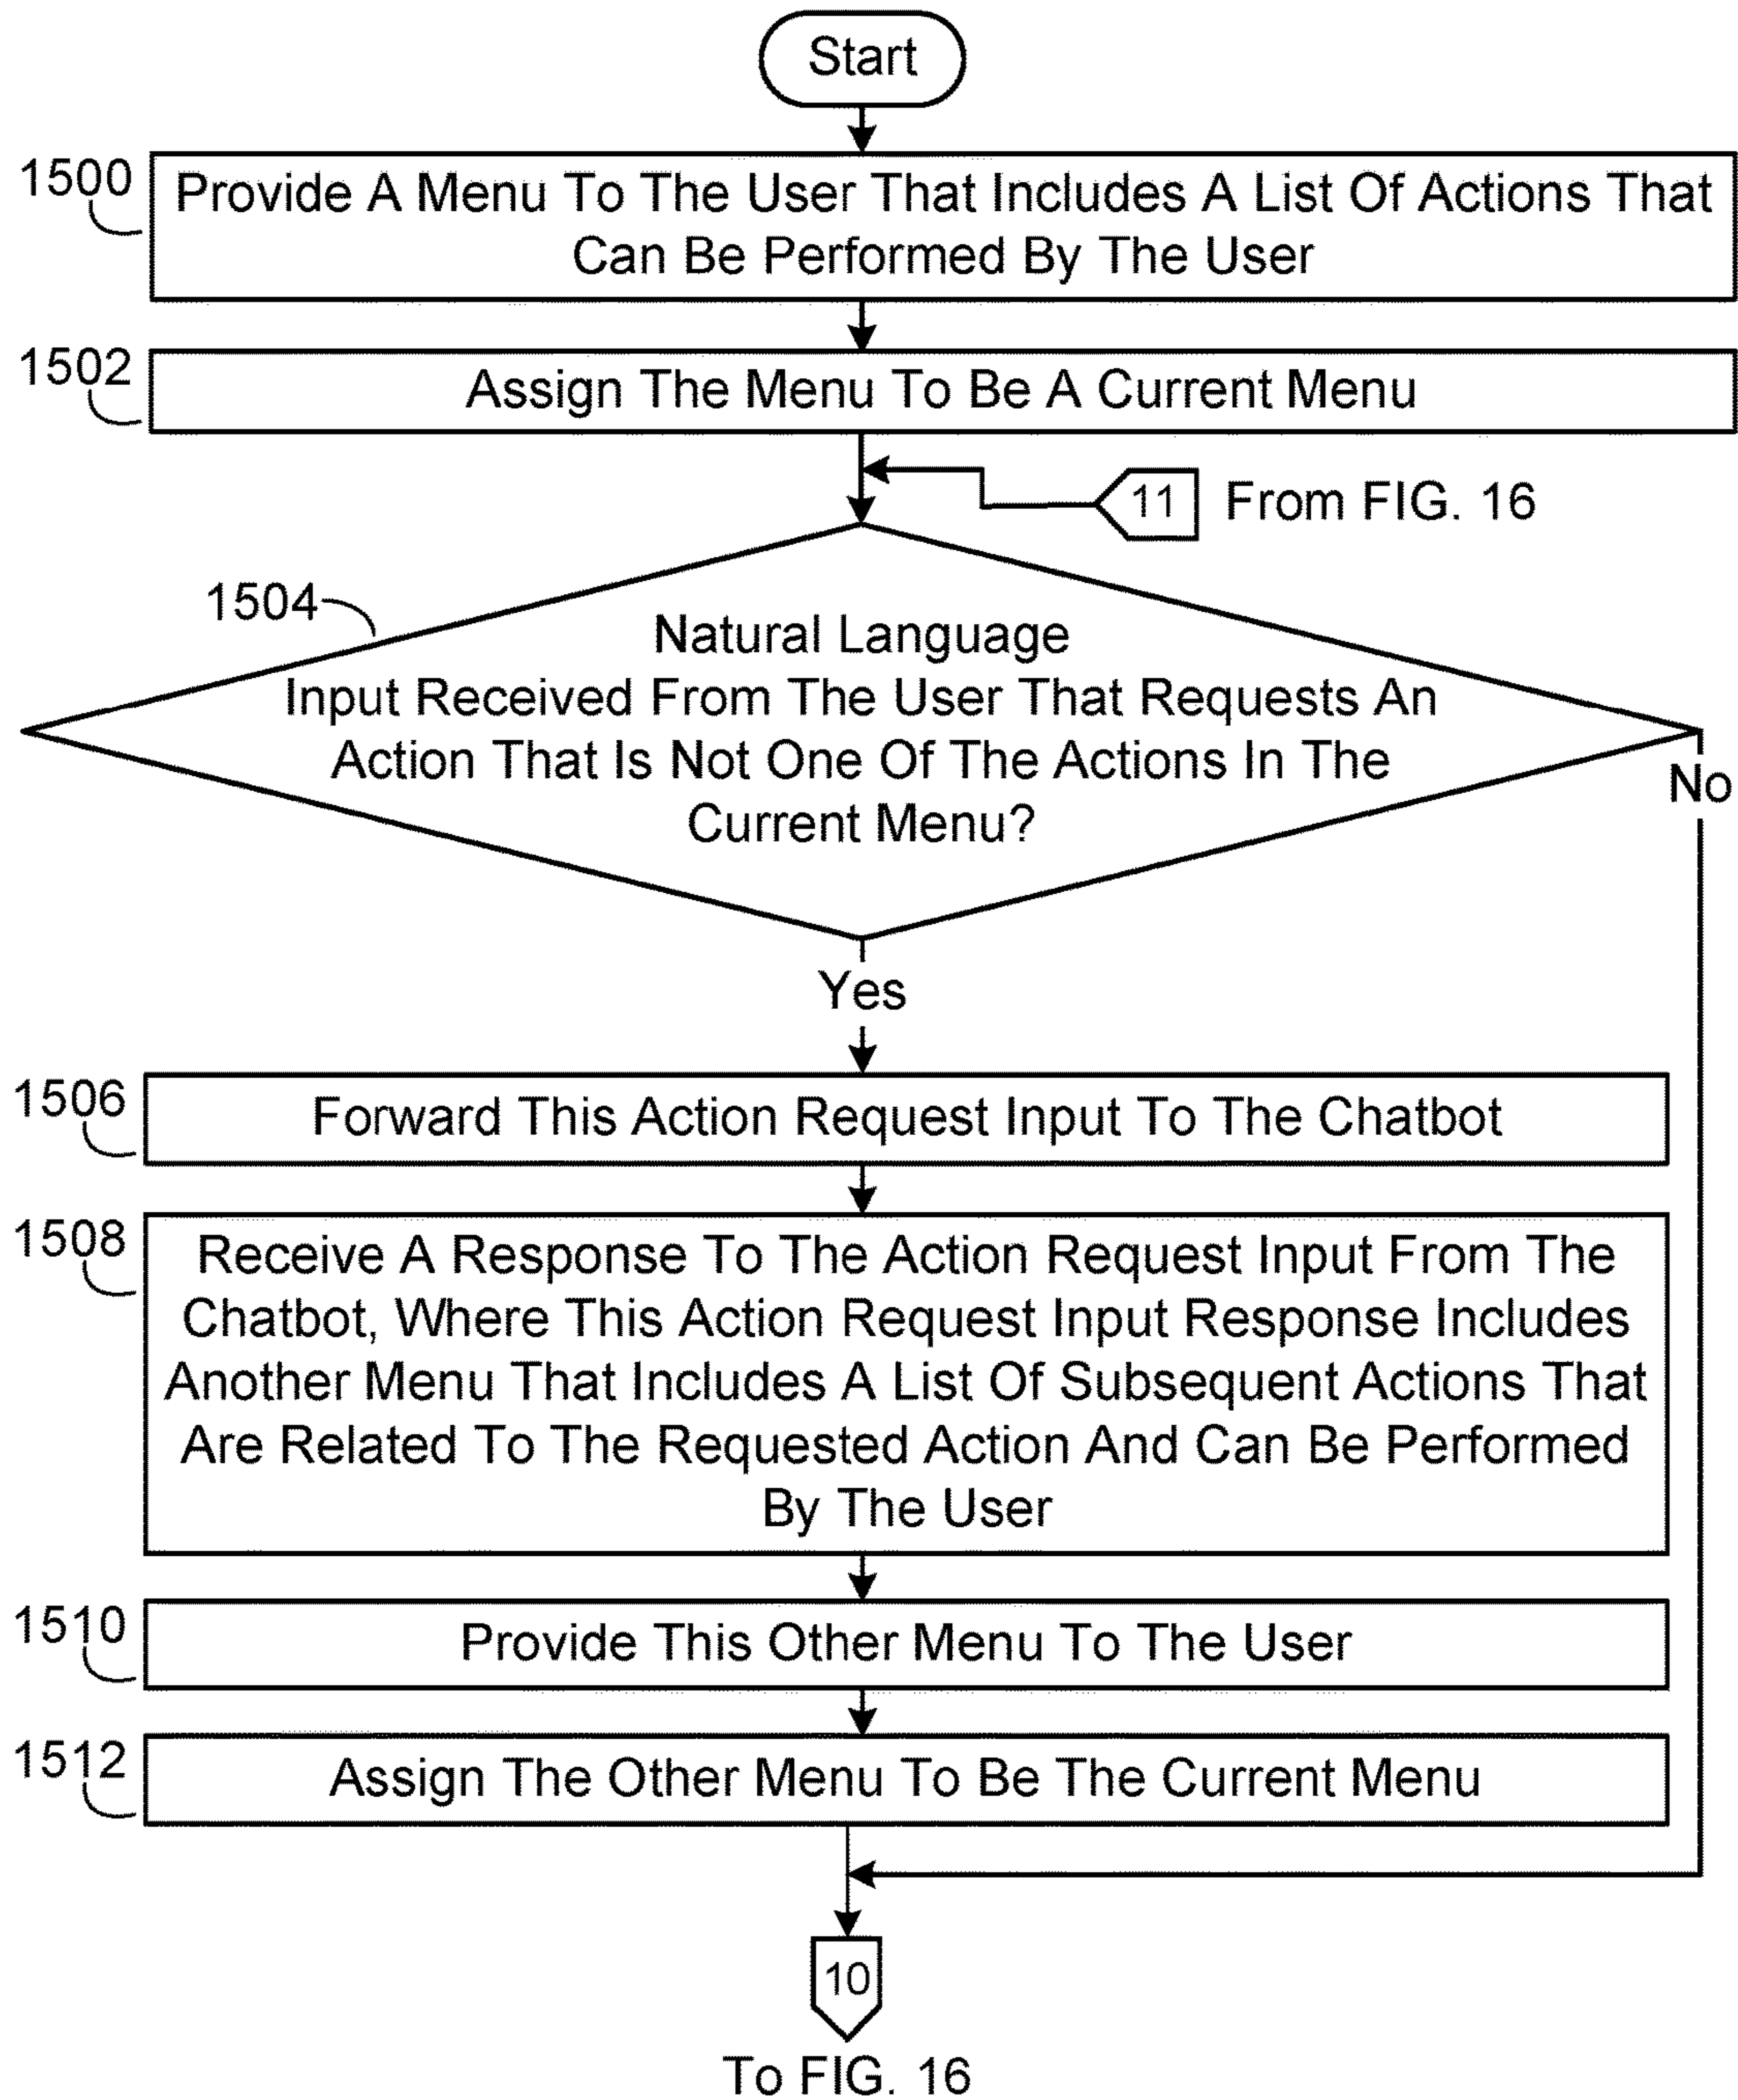 Start
1500
Provide A Menu To The User That Includes A List Of Actions That
Can Be Performed By The User
1502
Assign The Menu To Be A Current Menu
11
From FIG. 16
1504
Natural Language
Input Received From The User That Requests An
Action That Is Not One Of The Actions In The
Current Menu?
No
Yes
1506
Forward This Action Request Input To The Chatbot
1508
Receive A Response To The Action Request Input From The
Chatbot, Where This Action Request Input Response Includes
Another Menu That Includes A List Of Subsequent Actions That
Are Related To The Requested Action And Can Be Performed
By The User
1510
Provide This Other Menu To The User
1512
Assign The Other Menu To Be The Current Menu
10
To FIG. 16